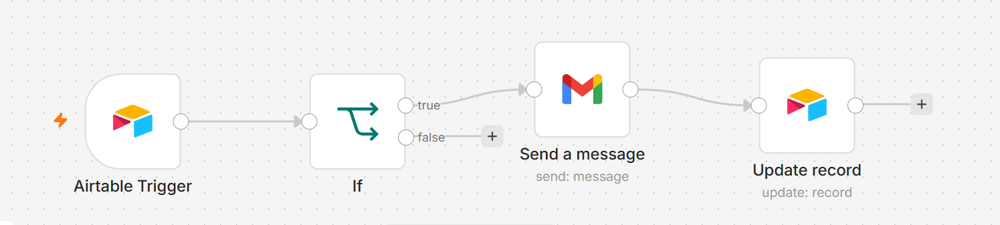 Airtable Trigger
If
true
false
Send a message
send: message
Update record
update: record